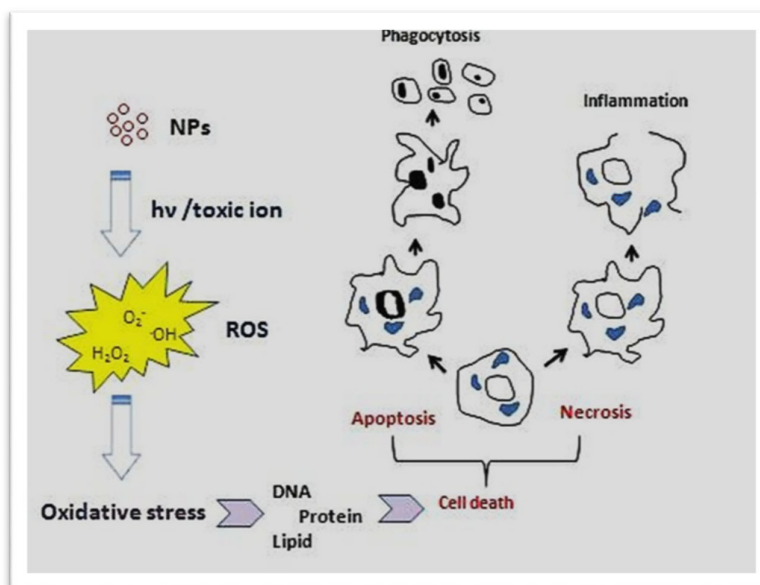 Phagocytosis
Inflammation
NPs
hν /toxic ion
O₂⁻
·OH
H₂O₂
ROS
Apoptosis
Necrosis
Oxidative stress
DNA
Protein
Lipid
Cell death